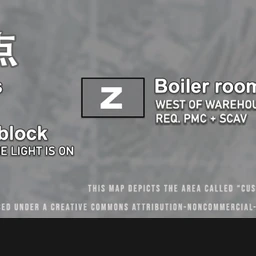 点
s
Z
Boiler room
WEST OF WAREHOU
REQ. PMC + SCAV
block
E LIGHT IS ON
THIS MAP DEPICTS THE AREA CALLED "CUS
ED UNDER A CREATIVE COMMONS ATTRIBUTION-NONCOMMERCIAL-